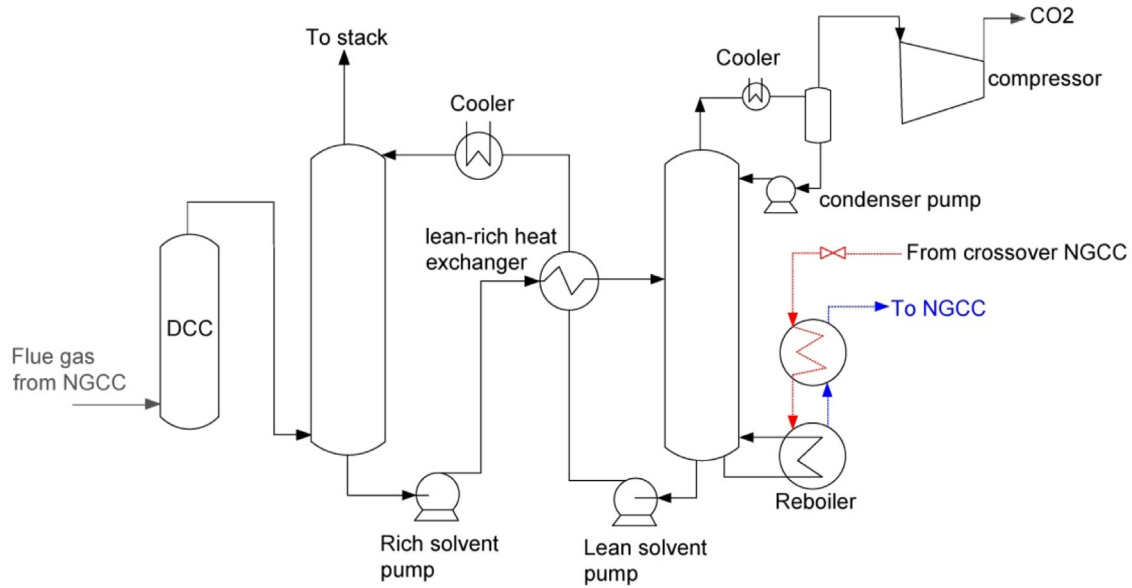 CO2
To stack
Cooler
compressor
Cooler
condenser pump
lean-rich heat
exchanger
From crossover NGCC
To NGCC
DCC
Flue gas
from NGCC
Reboiler
Rich solvent
pump
Lean solvent
pump